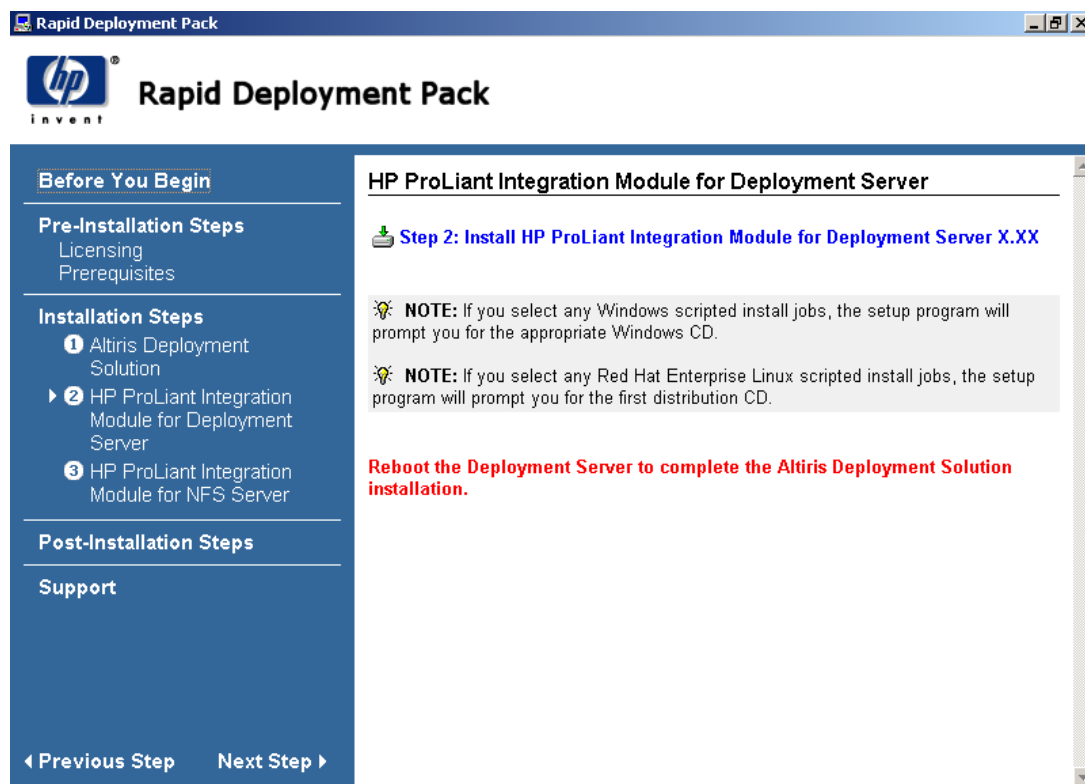 Rapid Deployment Pack
hp
®
invent
Rapid Deployment Pack
Before You Begin
Pre-Installation Steps
Licensing
Prerequisites
Installation Steps
1 Altiris Deployment
Solution
2 HP ProLiant Integration
Module for Deployment
Server
3 HP ProLiant Integration
Module for NFS Server
Post-Installation Steps
Support
Previous Step Next Step
HP ProLiant Integration Module for Deployment Server
Step 2: Install HP ProLiant Integration Module for Deployment Server X.XX
NOTE: If you select any Windows scripted install jobs, the setup program will
prompt you for the appropriate Windows CD.
NOTE: If you select any Red Hat Enterprise Linux scripted install jobs, the setup
program will prompt you for the first distribution CD.
Reboot the Deployment Server to complete the Altiris Deployment Solution
installation.